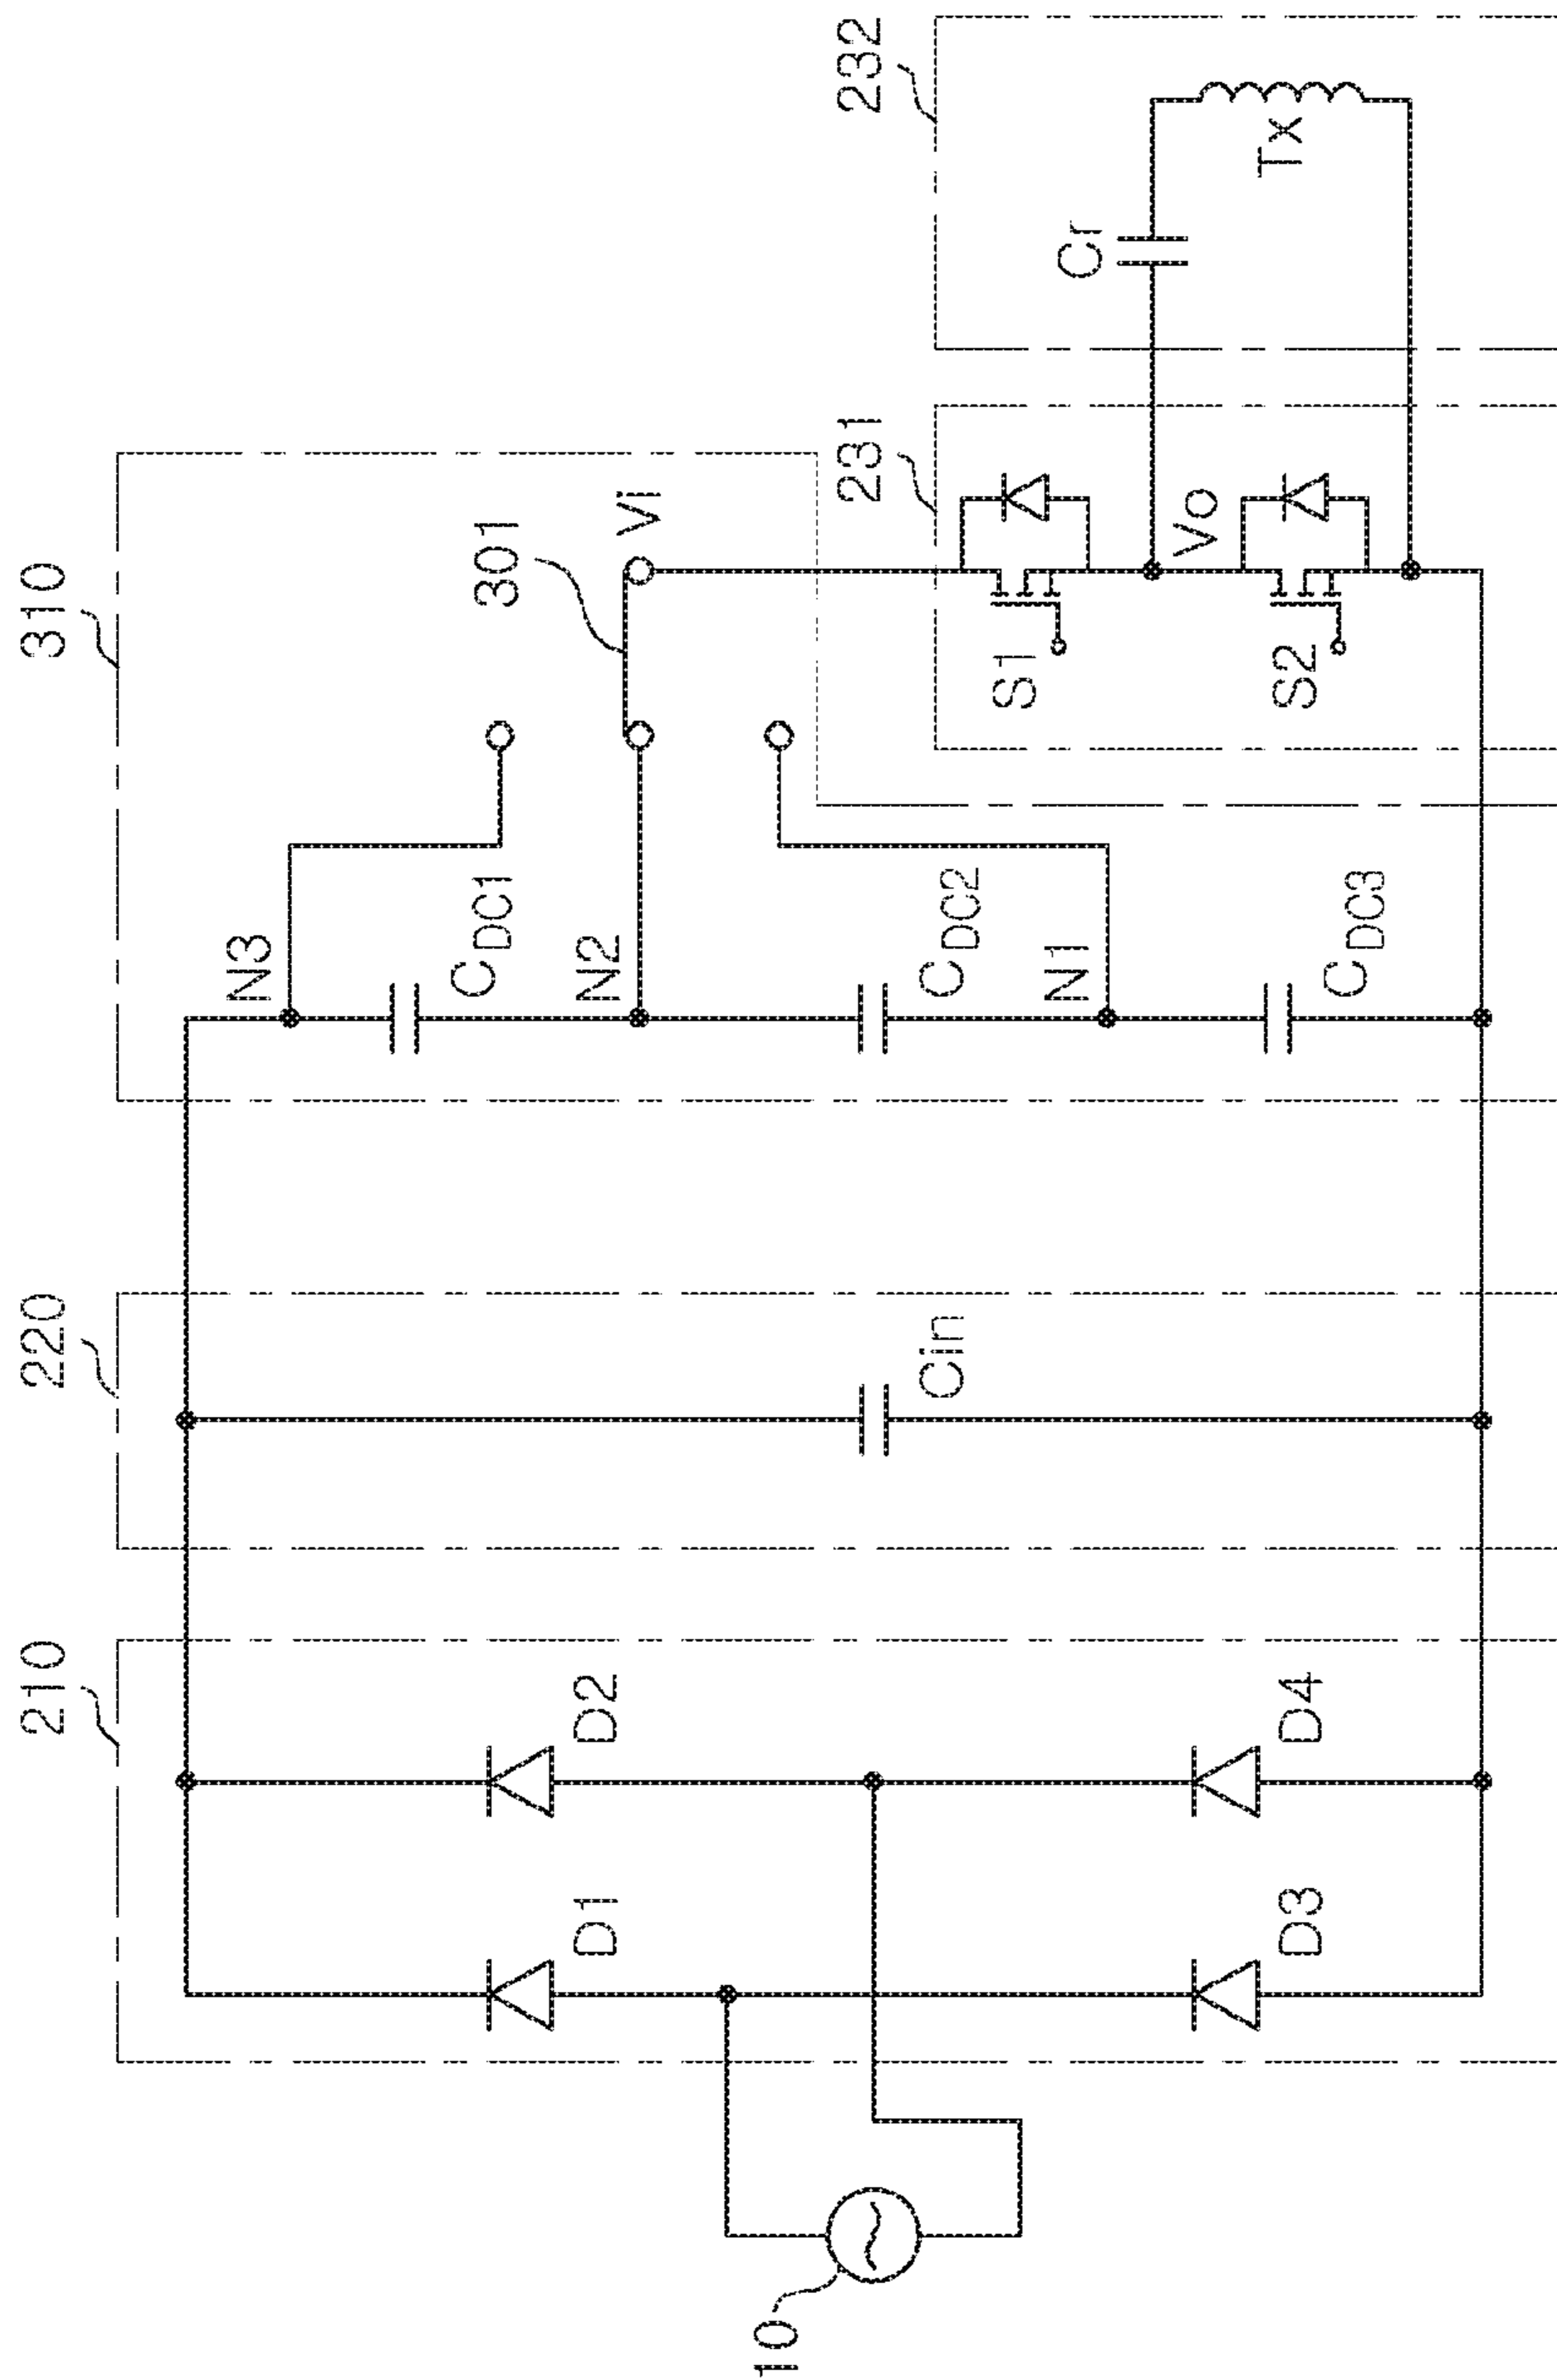 310
232
N3
301
Vi
CDC1
N2
231
Cr
Tx
S1
Vo
CDC2
N1
S2
CDC3
220
Cin
210
D2
D4
D1
D3
10